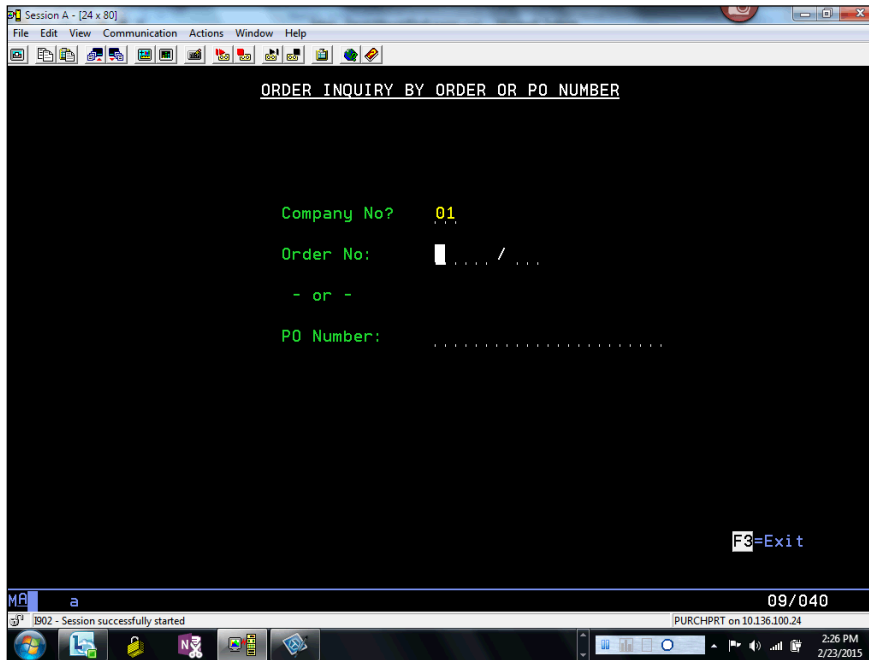 Session A - [24 x 80]
File Edit View Communication Actions Window Help
ORDER INQUIRY BY ORDER OR PO NUMBER
Company No? 01
Order No: /
- or -
PO Number:
F3=Exit
MA a 09/040
I902 - Session successfully started PURCHPRT on 10.136.100.24
2:26 PM
2/23/2015